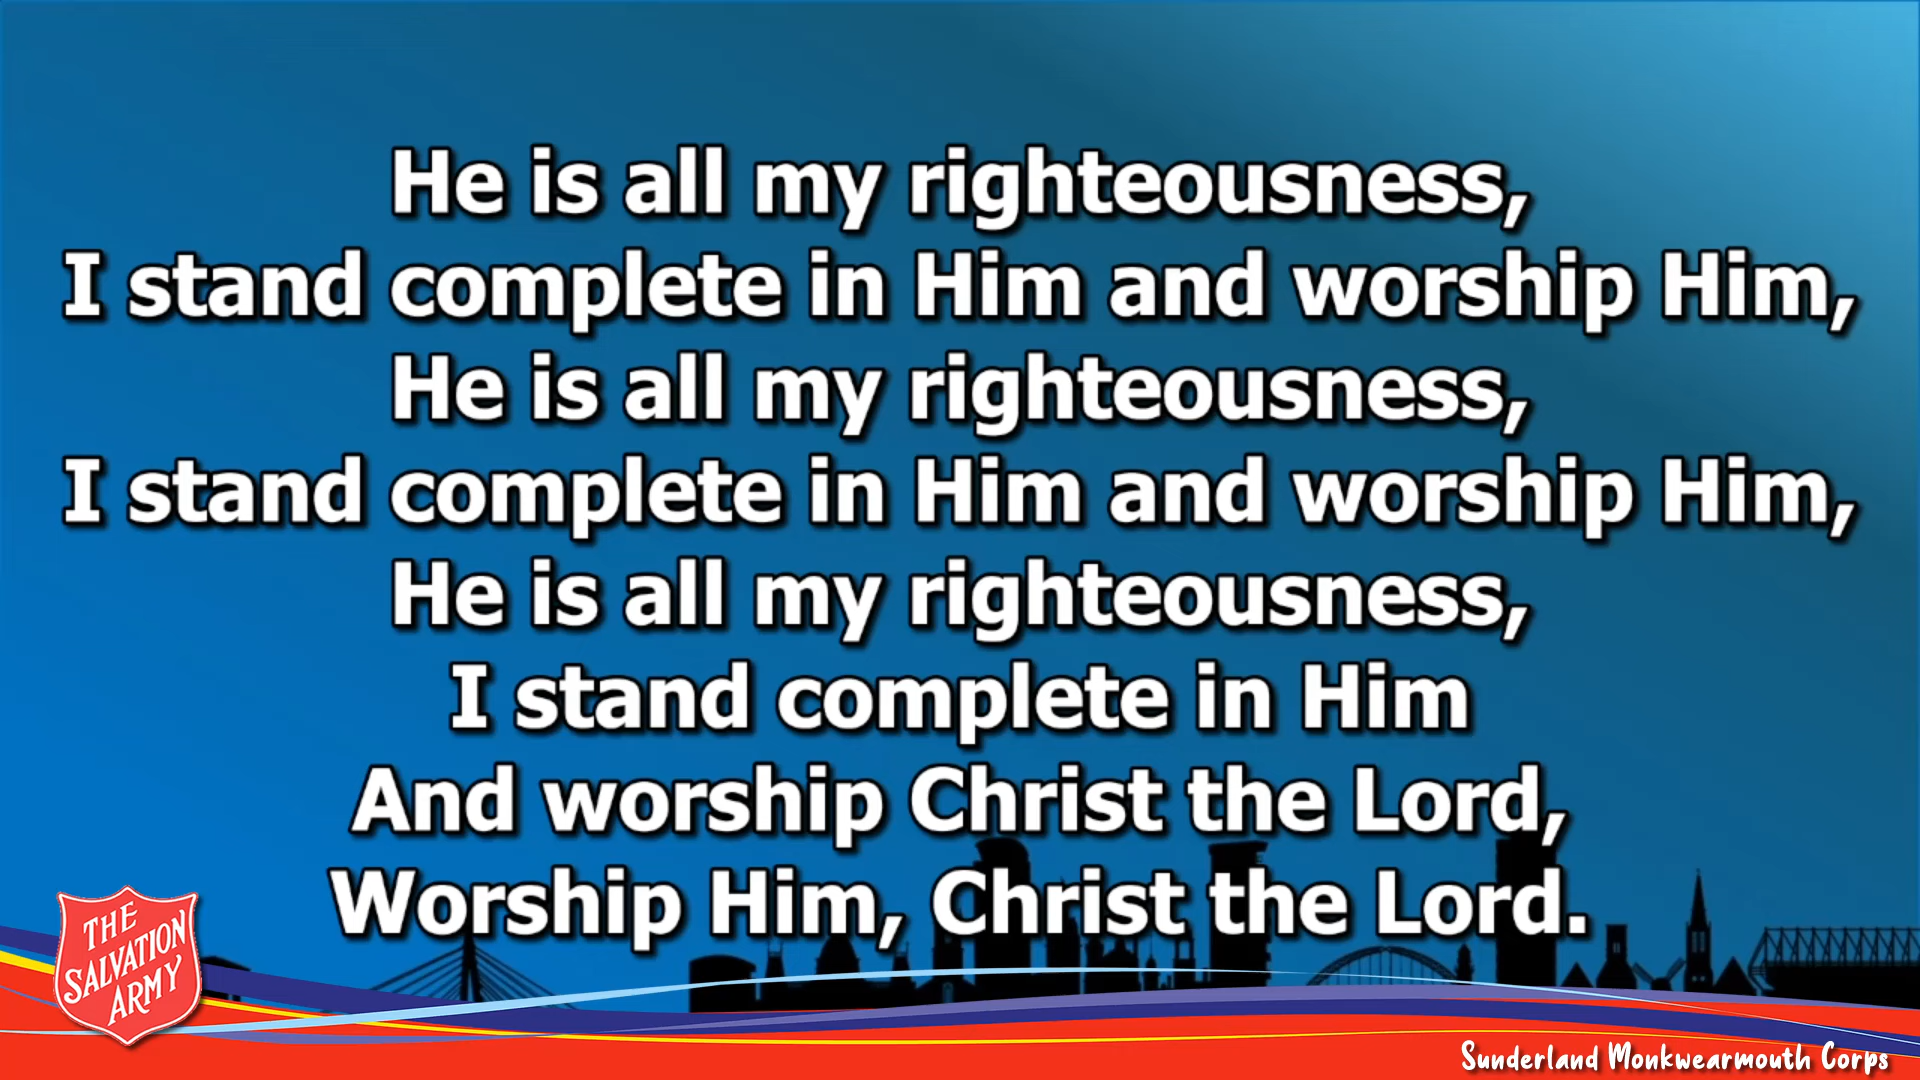 He is all my righteousness,
I stand complete in Him and worship Him,
He is all my righteousness,
I stand complete in Him and worship Him,
He is all my righteousness,
I stand complete in Him
And worship Christ the Lord,
Worship Him, Christ the Lord.
THE
SALVATION
ARMY
Sunderland Monkwearmouth Corps